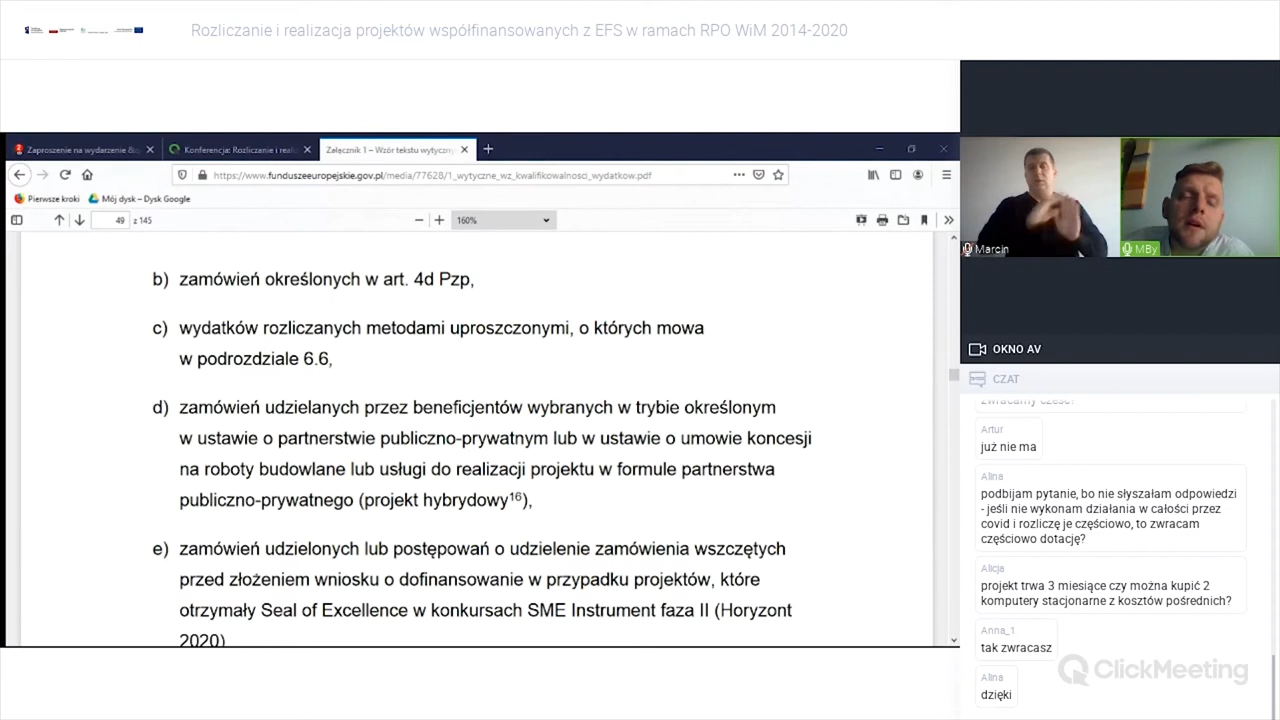 Rozliczanie i realizacja projektów współfinansowanych z EFS w ramach RPO WiM 2014-2020
Zaproszenie na wydarzenie
Konferencja: Rozliczanie i reali
Załącznik 1 – Wzór tekstu wytyczny
https://www.funduszeeuropejskie.gov.pl/media/77628/1_wytyczne_wz_kwalifikowalnosci_wydatkow.pdf
Pierwsze kroki
Mój dysk – Dysk Google
49
z 145
160%
b) zamówień określonych w art. 4d Pzp,
c) wydatków rozliczanych metodami uproszczonymi, o których mowa
w podrozdziale 6.6,
d) zamówień udzielanych przez beneficjentów wybranych w trybie określonym
w ustawie o partnerstwie publiczno-prywatnym lub w ustawie o umowie koncesji
na roboty budowlane lub usługi do realizacji projektu w formule partnerstwa
publiczno-prywatnego (projekt hybrydowy¹⁶),
e) zamówień udzielonych lub postępowań o udzielenie zamówienia wszczętych
przed złożeniem wniosku o dofinansowanie w przypadku projektów, które
otrzymały Seal of Excellence w konkursach SME Instrument faza II (Horyzont
2020)
Marcin
MBy
OKNO AV
CZAT
zwracamy część?
Artur
już nie ma
Alina
podbijam pytanie, bo nie słyszałam odpowiedzi
- jeśli nie wykonam działania w całości przez
covid i rozliczę je częściowo, to zwracam
częściowo dotację?
Alicja
projekt trwa 3 miesiące czy można kupić 2
komputery stacjonarne z kosztów pośrednich?
Anna_1
tak zwracasz
Alina
dzięki
ClickMeeting